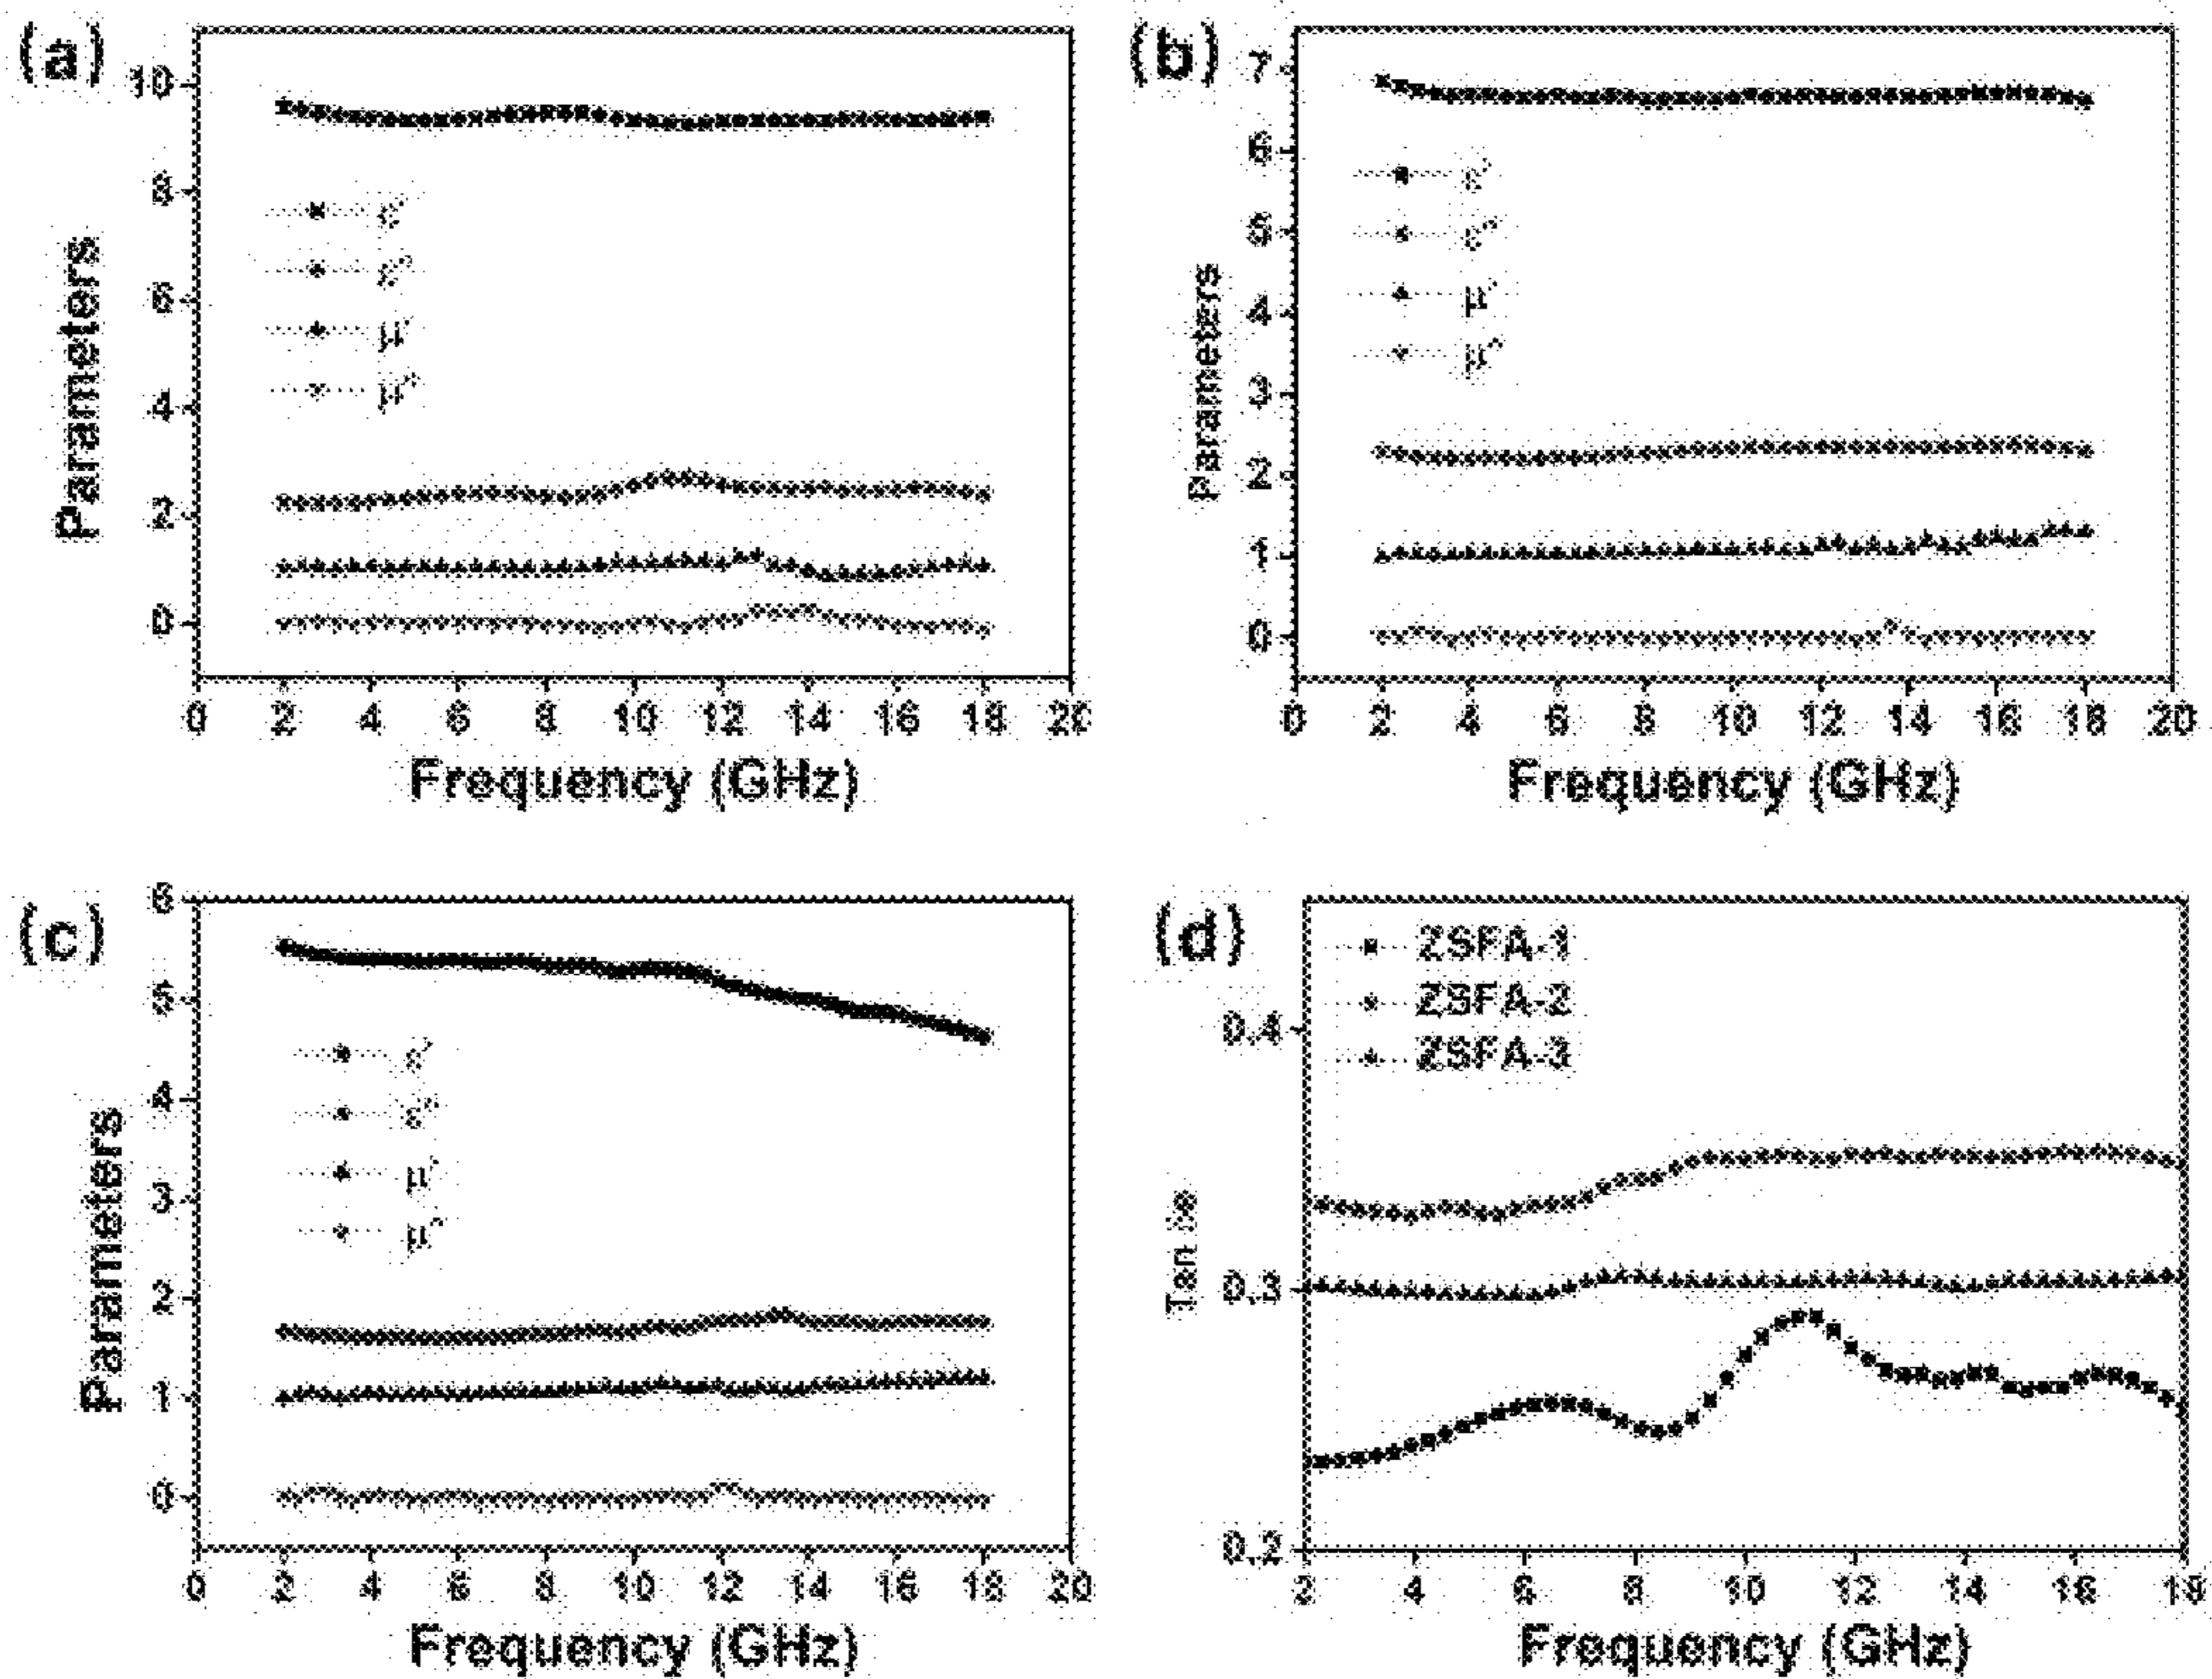 (a)
10
8
6
4
2
0
ε'
ε"
μ'
μ"
Parameters
0 2 4 6 8 10 12 14 16 18 20
Frequency (GHz)
(b)
7
6
5
4
3
2
1
0
ε'
ε"
μ'
μ"
Parameters
0 2 4 6 8 10 12 14 16 18 20
Frequency (GHz)
(c)
6
5
4
3
2
1
0
ε'
ε"
μ'
μ"
Parameters
0 2 4 6 8 10 12 14 16 18 20
Frequency (GHz)
(d)
ZSFA-1
ZSFA-2
ZSFA-3
0.4
0.3
0.2
Tan
2 4 6 8 10 12 14 16 18
Frequency (GHz)